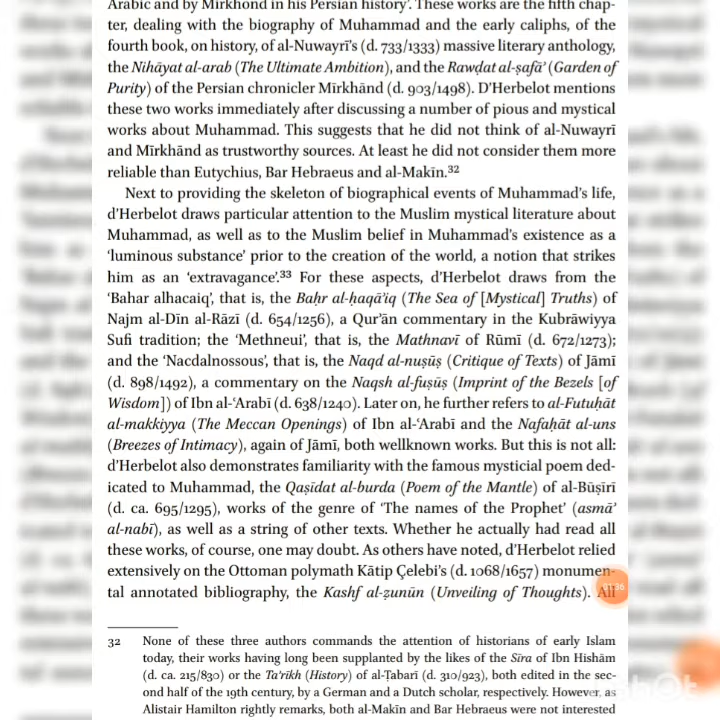 Arabic and by Mirkhond in his Persian history'. These works are the fifth chap-
ter, dealing with the biography of Muhammad and the early caliphs, of
the fourth book, on history, of al-Nuwayrī's (d. 733/1333) massive literary anthology,
the Nihāyat al-arab (The Ultimate Ambition), and the Rawḍat al-ṣafāʾ (Garden of
Purity) of the Persian chronicler Mīrkhānd (d. 903/1498). D'Herbelot mentions
these two works immediately after discussing a number of pious and mystical
works about Muhammad. This suggests that he did not think of al-Nuwayrī
and Mīrkhānd as trustworthy sources. At least he did not consider them more
reliable than Eutychius, Bar Hebraeus and al-Makīn.32
Next to providing the skeleton of biographical events of Muhammad's life,
d'Herbelot draws particular attention to the Muslim mystical literature about
Muhammad, as well as to the Muslim belief in Muhammad's existence as a
'luminous substance' prior to the creation of the world, a notion that strikes
him as an 'extravagance'.33 For these aspects, d'Herbelot draws from the
'Bahar alhacaiq', that is, the Baḥr al-ḥaqāʾiq (The Sea of [Mystical] Truths) of
Najm al-Dīn al-Rāzī (d. 654/1256), a Qurʾān commentary in the Kubrāwiyya
Sufi tradition; the 'Methneui', that is, the Mathnavī of Rūmī (d. 672/1273);
and the 'Nacdalnossous', that is, the Naqd al-nuṣūṣ (Critique of Texts) of Jāmī
(d. 898/1492), a commentary on the Naqsh al-fuṣūṣ (Imprint of the Bezels [of
Wisdom]) of Ibn al-ʿArabī (d. 638/1240). Later on, he further refers to al-Futuḥāt
al-makkiyya (The Meccan Openings) of Ibn al-ʿArabī and the Nafaḥāt al-uns
(Breezes of Intimacy), again of Jāmī, both wellknown works. But this is not all:
d'Herbelot also demonstrates familiarity with the famous mysticial poem ded-
icated to Muhammad, the Qaṣīdat al-burda (Poem of the Mantle) of al-Būṣīrī
(d. ca. 695/1295), works of the genre of 'The names of the Prophet' (asmāʾ
al-nabī), as well as a string of other texts. Whether he actually had read all
these works, of course, one may doubt. As others have noted, d'Herbelot relied
extensively on the Ottoman polymath Kātip Çelebi's (d. 1068/1657) monumen-
tal annotated bibliography, the Kashf al-ẓunūn (Unveiling of Thoughts). All
32 None of these three authors commands the attention of historians of early Islam
today, their works having long been supplanted by the likes of the Sīra of Ibn Hishām
(d. ca. 215/830) or the Taʾrīkh (History) of al-Ṭabarī (d. 310/923), both edited in the sec-
ond half of the 19th century, by a German and a Dutch scholar, respectively. However, as
Alistair Hamilton rightly remarks, both al-Makīn and Bar Hebraeus were not interested